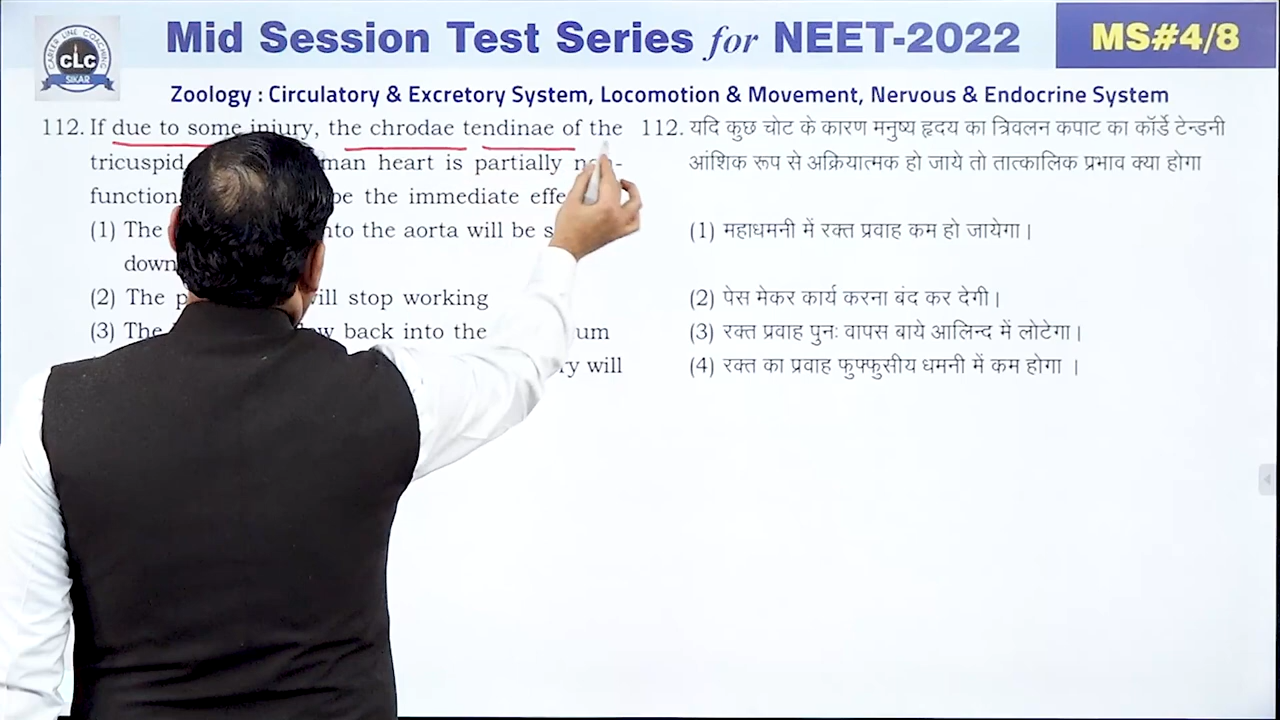 CAREER LINE COACHING
CLC
SIKAR
Mid Session Test Series for NEET-2022
MS#4/8
Zoology : Circulatory & Excretory System, Locomotion & Movement, Nervous & Endocrine System
112. If due to some injury, the chrodae tendinae of the
tricuspid heart is partially
be the immediate
(1) The into the aorta will be
down
(2) The will stop working
(3) The back into the
will
112. यदि कुछ चोट के कारण मनुष्य हृदय का त्रिवलन कपाट का कॉर्डे टेन्डनी
आंशिक रूप से अक्रियात्मक हो जाये तो तात्कालिक प्रभाव क्या होगा
(1) महाधमनी में रक्त प्रवाह कम हो जायेगा।
(2) पेस मेकर कार्य करना बंद कर देगी।
(3) रक्त प्रवाह पुनः वापस बाये आलिन्द में लोटेगा।
(4) रक्त का प्रवाह फुफ्फुसीय धमनी में कम होगा ।